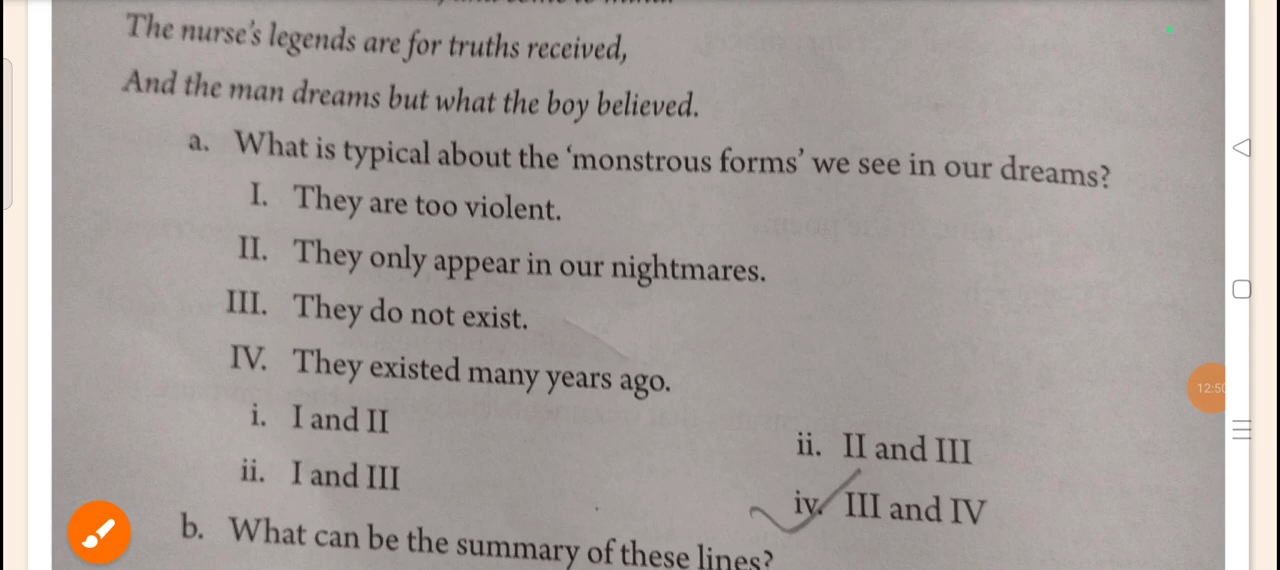 The nurse's legends are for truths received,
And the man dreams but what the boy believed.
a. What is typical about the 'monstrous forms' we see in our dreams?
I. They are too violent.
II. They only appear in our nightmares.
III. They do not exist.
IV. They existed many years ago.
i. I and II
ii. II and III
ii. I and III
iv. III and IV
b. What can be the summary of these lines?
12:50